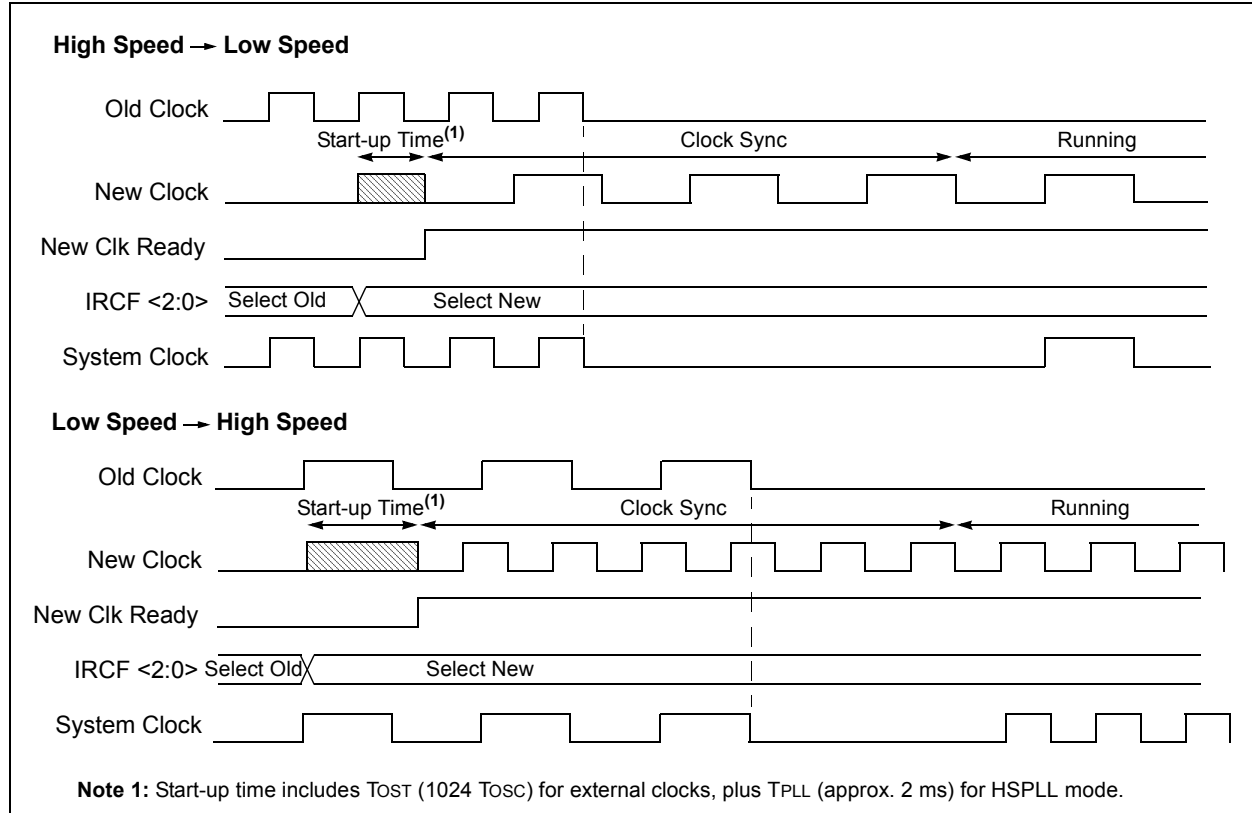 High Speed → Low Speed
Old Clock
Start-up Time(1) Clock Sync Running
New Clock
New Clk Ready
IRCF <2:0> Select Old Select New
System Clock
Low Speed → High Speed
Old Clock
Start-up Time(1) Clock Sync Running
New Clock
New Clk Ready
IRCF <2:0> Select Old Select New
System Clock
Note 1: Start-up time includes TOST (1024 TOSC) for external clocks, plus TPLL (approx. 2 ms) for HSPLL mode.